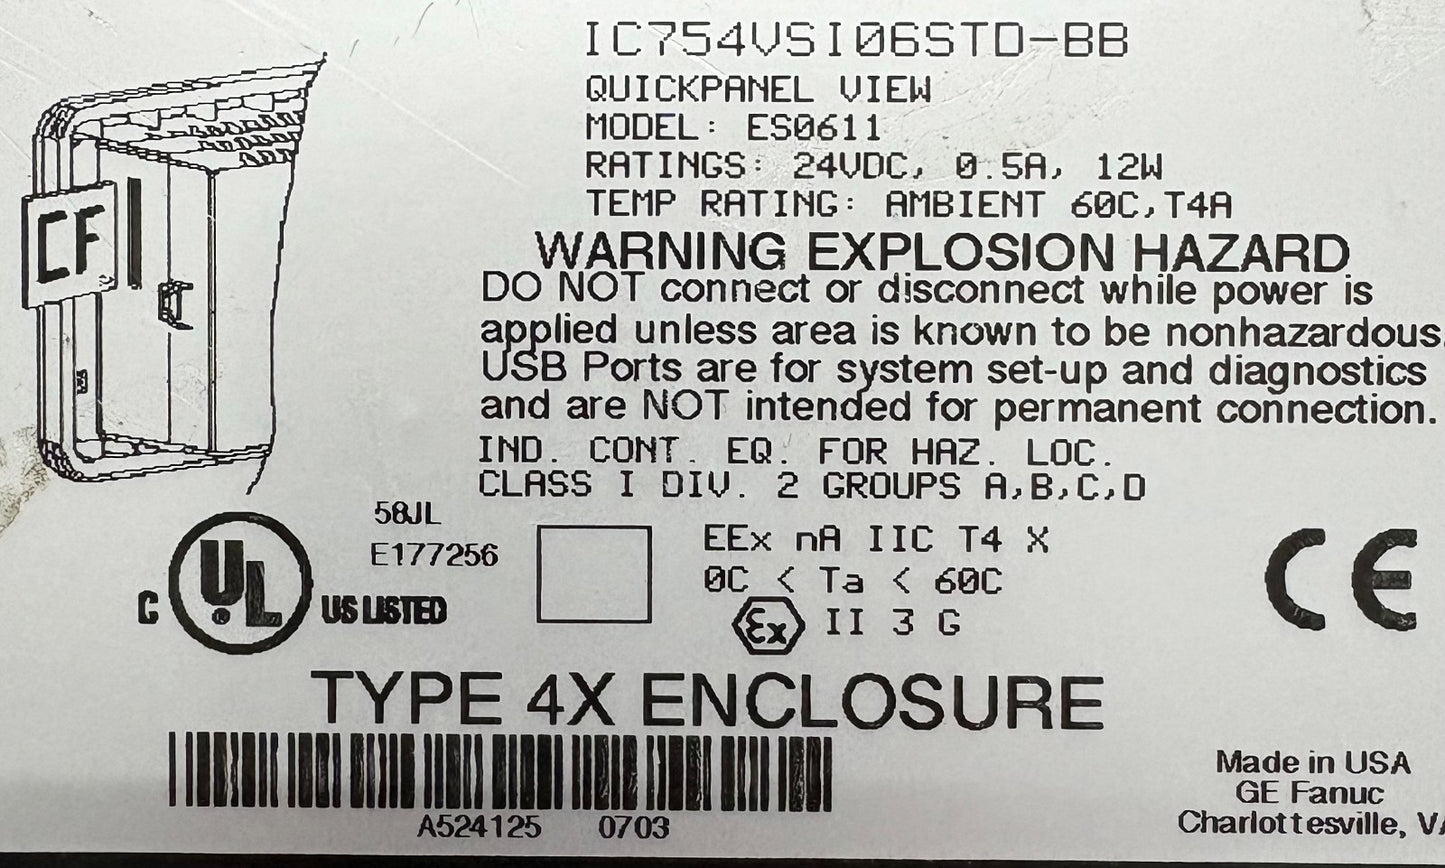 IC754VSI06STD-BB
QUICKPANEL VIEW
MODEL: ES0611
RATINGS: 24VDC, 0.5A, 12W
TEMP RATING: AMBIENT 60C,T4A
CF
WARNING EXPLOSION HAZARD
DO NOT connect or disconnect while power is
applied unless area is known to be nonhazardous.
USB Ports are for system set-up and diagnostics
and are NOT intended for permanent connection.
IND. CONT. EQ. FOR HAZ. LOC.
CLASS I DIV. 2 GROUPS A,B,C,D
58JL
E177256
C UL ® US LISTED
EEx nA IIC T4 X
0C < Ta < 60C
Ex II 3 G
CE
TYPE 4X ENCLOSURE
A524125 0703
Made in USA
GE Fanuc
Charlottesville, VA